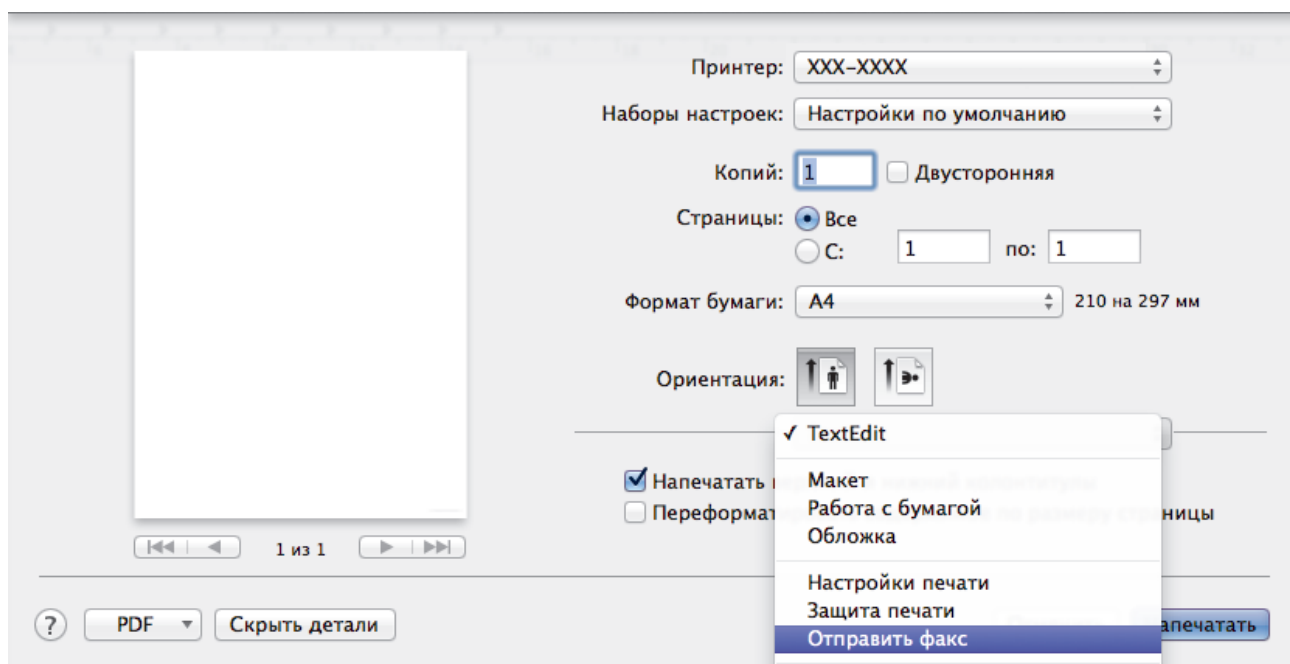 Принтер: XXX-XXXX
Наборы настроек: Настройки по умолчанию
Копий: 1 Двусторонняя
Страницы: Все
С: 1 по: 1
Формат бумаги: A4 210 на 297 мм
Ориентация:
✓ TextEdit
Напечатать
Макет
Работа с бумагой
Переформат ницы
Обложка
1 из 1
Настройки печати
Защита печати
? PDF Скрыть детали апечатать
Отправить факс